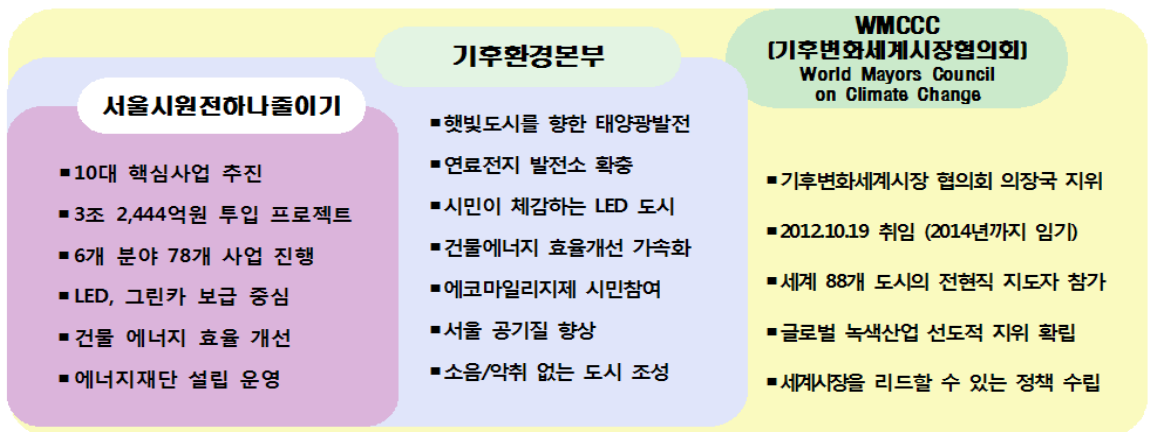 서울시원전하나줄이기
▪10대 핵심사업 추진
▪3조 2,444억원 투입 프로젝트
▪6개 분야 78개 사업 진행
▪LED, 그린카 보급 중심
▪건물 에너지 효율 개선
▪에너지재단 설립 운영
기후환경본부
▪햇빛도시를 향한 태양광발전
▪연료전지 발전소 확충
▪시민이 체감하는 LED 도시
▪건물에너지 효율개선 가속화
▪에코마일리지제 시민참여
▪서울 공기질 향상
▪소음/악취 없는 도시 조성
WMCCC
(기후변화세계시장협의회)
World Mayors Council
on Climate Change
▪기후변화세계시장 협의회 의장국 지위
▪2012.10.19 취임 (2014년까지 임기)
▪세계 88개 도시의 전현직 지도자 참가
▪글로벌 녹색산업 선도적 지위 확립
▪세계시장을 리드할 수 있는 정책 수립